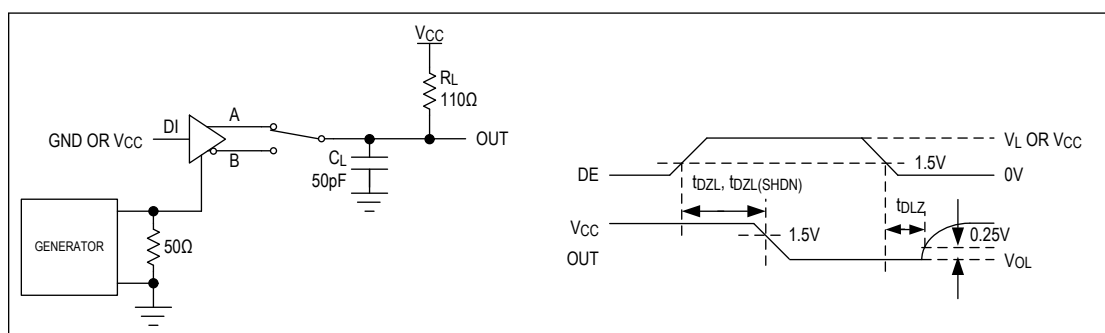 VCC
RL
110Ω
A
GND OR VCC
DI
OUT
B
CL
50pF
GENERATOR
50Ω
VL OR VCC
1.5V
DE
0V
tDZL, tDZL(SHDN)
tDLZ
VCC
1.5V
0.25V
OUT
VOL